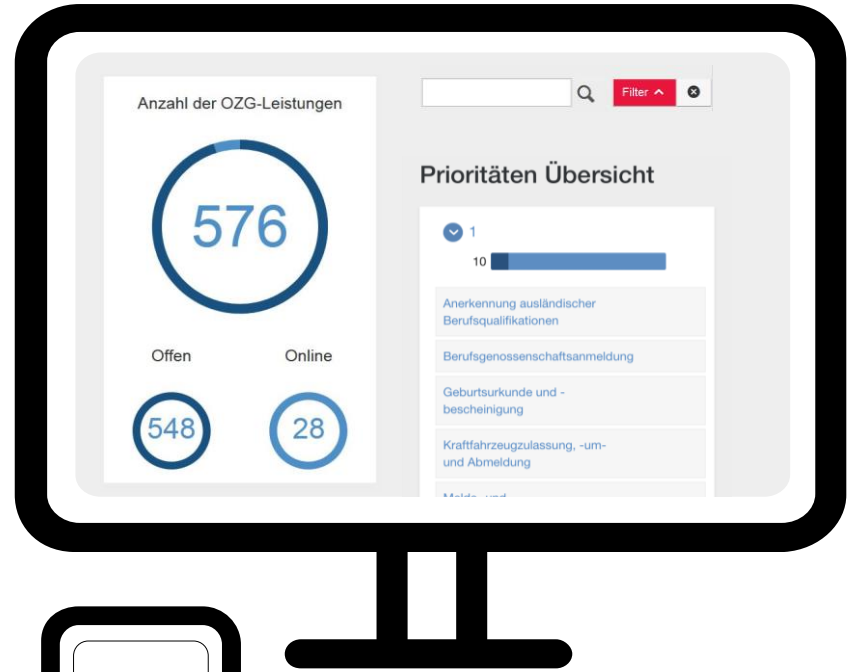 Anzahl der OZG-Leistungen
576
Offen
Online
548
28
Filter
Prioritäten Übersicht
1
10
Anerkennung ausländischer
Berufsqualifikationen
Berufsgenossenschaftsanmeldung
Geburtsurkunde und -
bescheinigung
Kraftfahrzeugzulassung, -um-
und Abmeldung